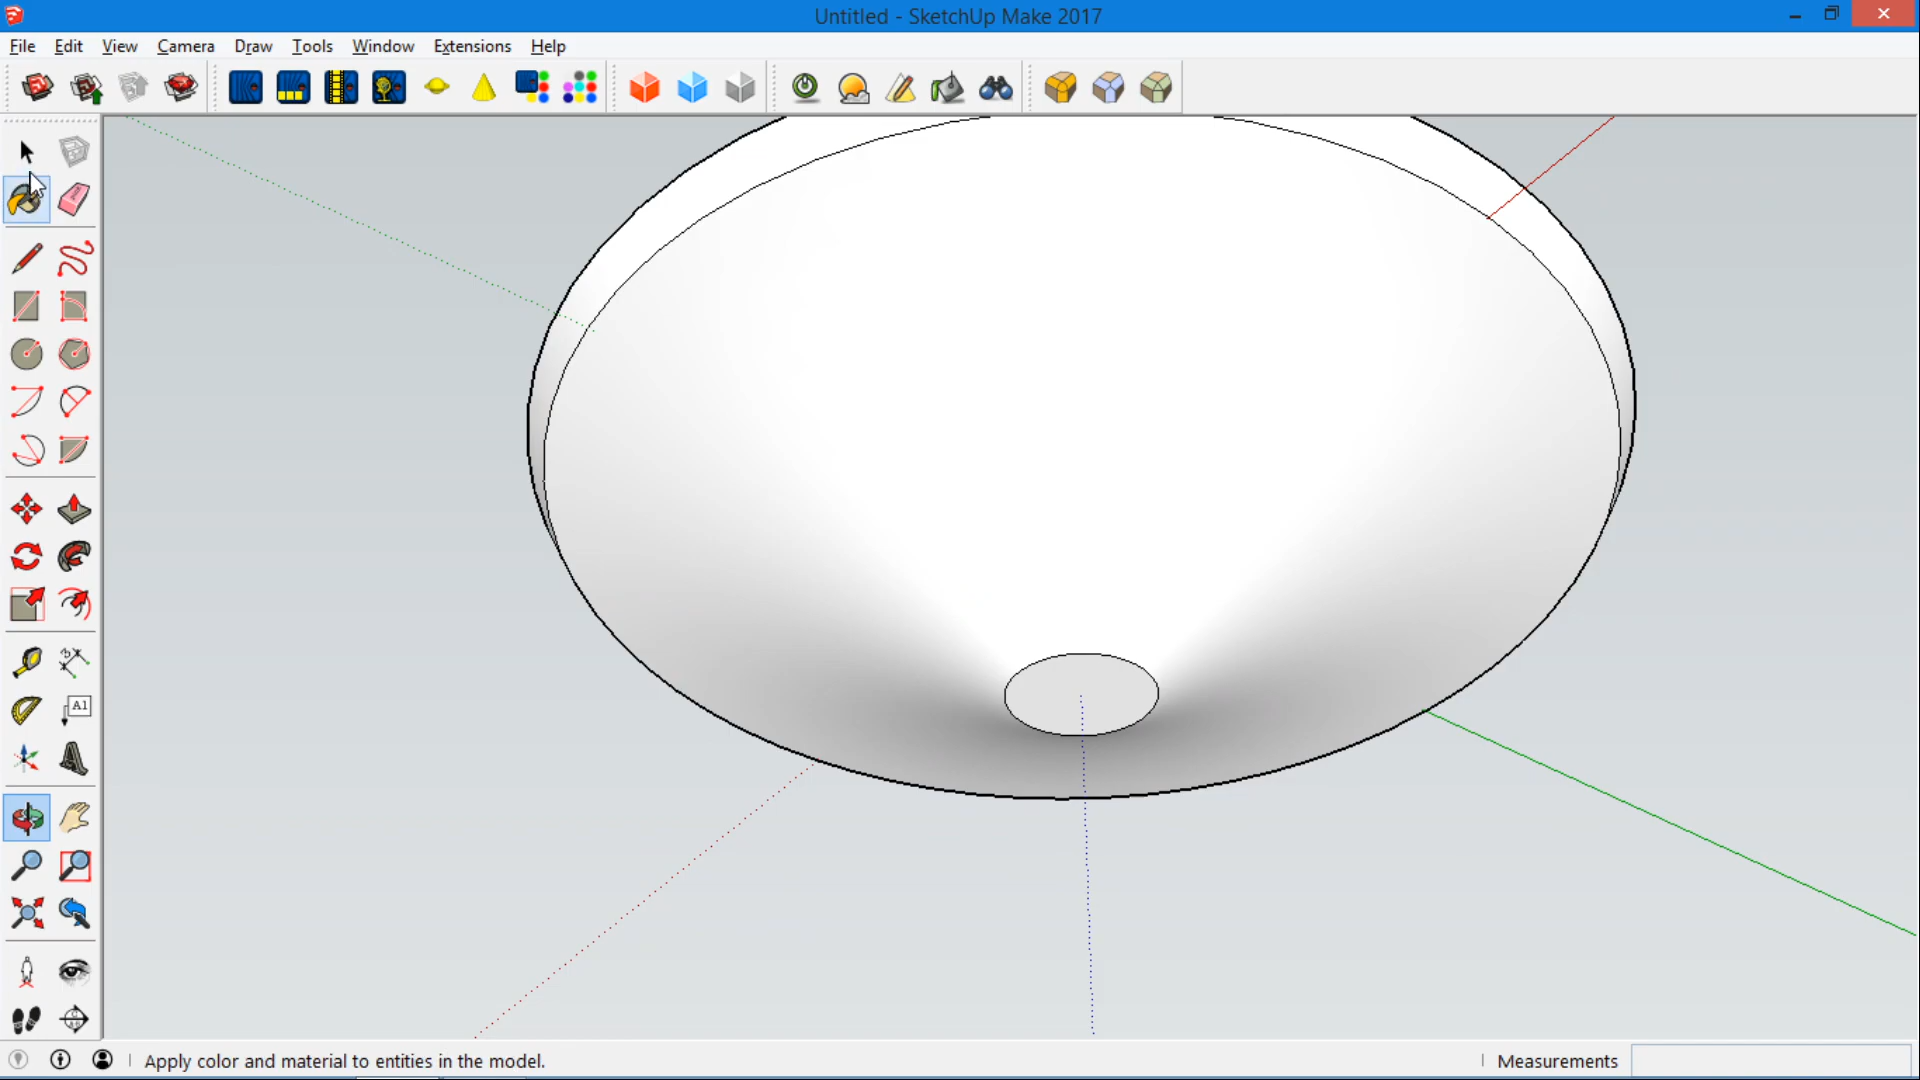 Untitled - SketchUp Make 2017
File Edit View Camera Draw Tools Window Extensions Help
A1
Apply color and material to entities in the model.
Measurements